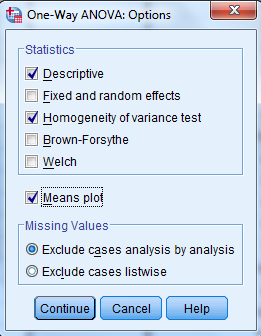 One-Way ANOVA: Options
Statistics
Descriptive
Fixed and random effects
Homogeneity of variance test
Brown-Forsythe
Welch
Means plot
Missing Values
Exclude cases analysis by analysis
Exclude cases listwise
Continue Cancel Help